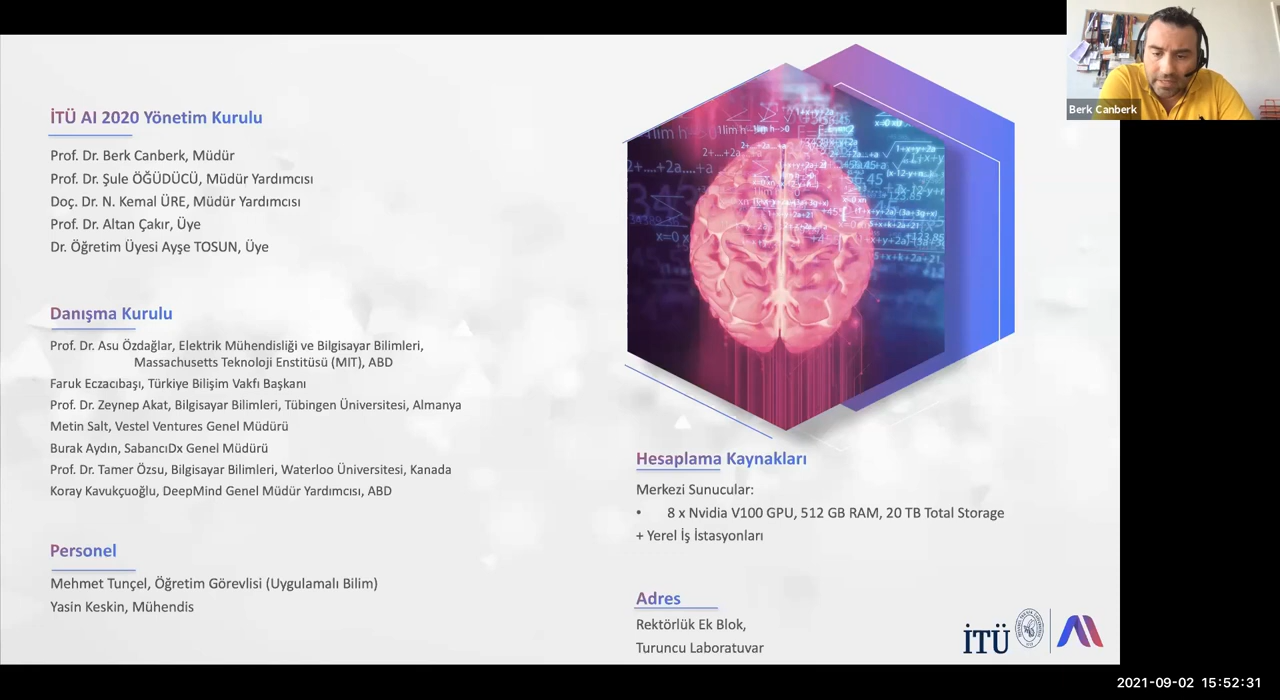 İTÜ AI 2020 Yönetim Kurulu
Prof. Dr. Berk Canberk, Müdür
Prof. Dr. Şule ÖĞÜDÜCÜ, Müdür Yardımcısı
Doç. Dr. N. Kemal ÜRE, Müdür Yardımcısı
Prof. Dr. Altan Çakır, Üye
Dr. Öğretim Üyesi Ayşe TOSUN, Üye
Danışma Kurulu
Prof. Dr. Asu Özdağlar, Elektrik Mühendisliği ve Bilgisayar Bilimleri,
Massachusetts Teknoloji Enstitüsü (MIT), ABD
Faruk Eczacıbaşı, Türkiye Bilişim Vakfı Başkanı
Prof. Dr. Zeynep Akat, Bilgisayar Bilimleri, Tübingen Üniversitesi, Almanya
Metin Salt, Vestel Ventures Genel Müdürü
Burak Aydın, SabancıDx Genel Müdürü
Prof. Dr. Tamer Özsu, Bilgisayar Bilimleri, Waterloo Üniversitesi, Kanada
Koray Kavukçuoğlu, DeepMind Genel Müdür Yardımcısı, ABD
Personel
Mehmet Tunçel, Öğretim Görevlisi (Uygulamalı Bilim)
Yasin Keskin, Mühendis
Berk Canberk
Hesaplama Kaynakları
Merkezi Sunucular:
• 8 x Nvidia V100 GPU, 512 GB RAM, 20 TB Total Storage
+ Yerel İş İstasyonları
Adres
Rektörlük Ek Blok,
Turuncu Laboratuvar
İTÜ
2021-09-02 15:52:31